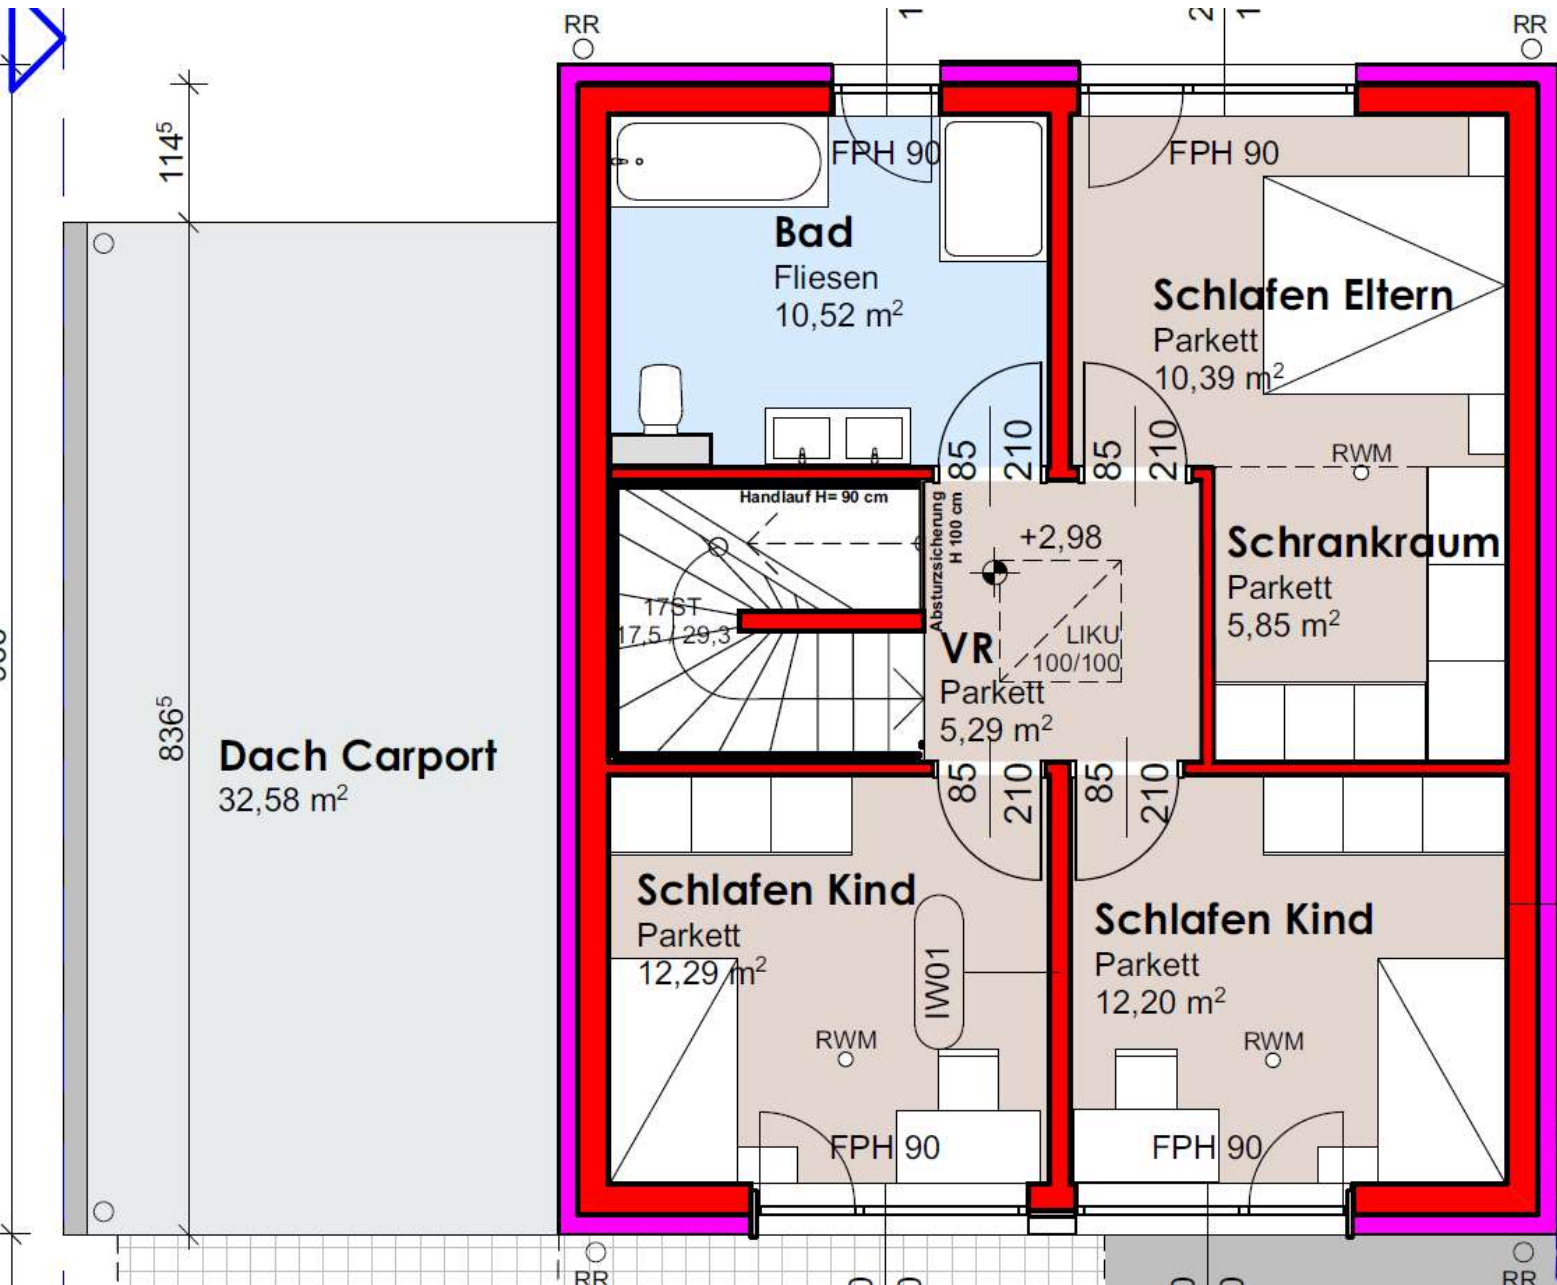 RR
RR
1
2
1
114⁵
FPH 90
FPH 90
Bad
Fliesen
10,52 m²
Schlafen Eltern
Parkett
10,39 m²
85
210
85
210
RWM
Handlauf H= 90 cm
Absturzsicherung
H 100 cm
+2,98
Schrankraum
Parkett
5,85 m²
17ST
17,5 / 29,3
LIKU
100/100
VR
Parkett
5,29 m²
836⁵
Dach Carport
32,58 m²
85
210
85
210
Schlafen Kind
Parkett
12,29 m²
IW01
Schlafen Kind
Parkett
12,20 m²
RWM
RWM
FPH 90
FPH 90
RR
RR